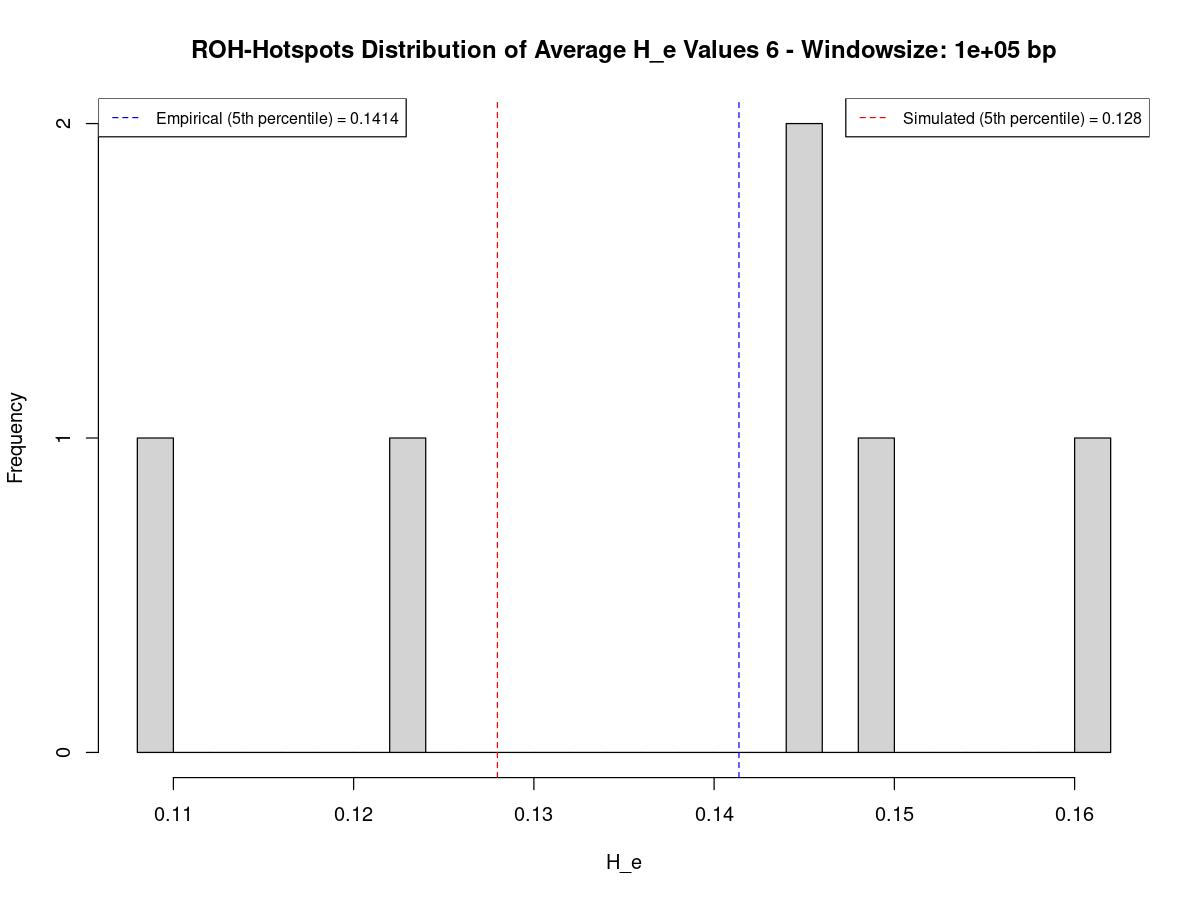 ROH-Hotspots Distribution of Average H_e Values 6 - Windowsize: 1e+05 bp
Empirical (5th percentile) = 0.1414
Simulated (5th percentile) = 0.128
2
1
0
Frequency
0.11
0.12
0.13
0.14
0.15
0.16
H_e